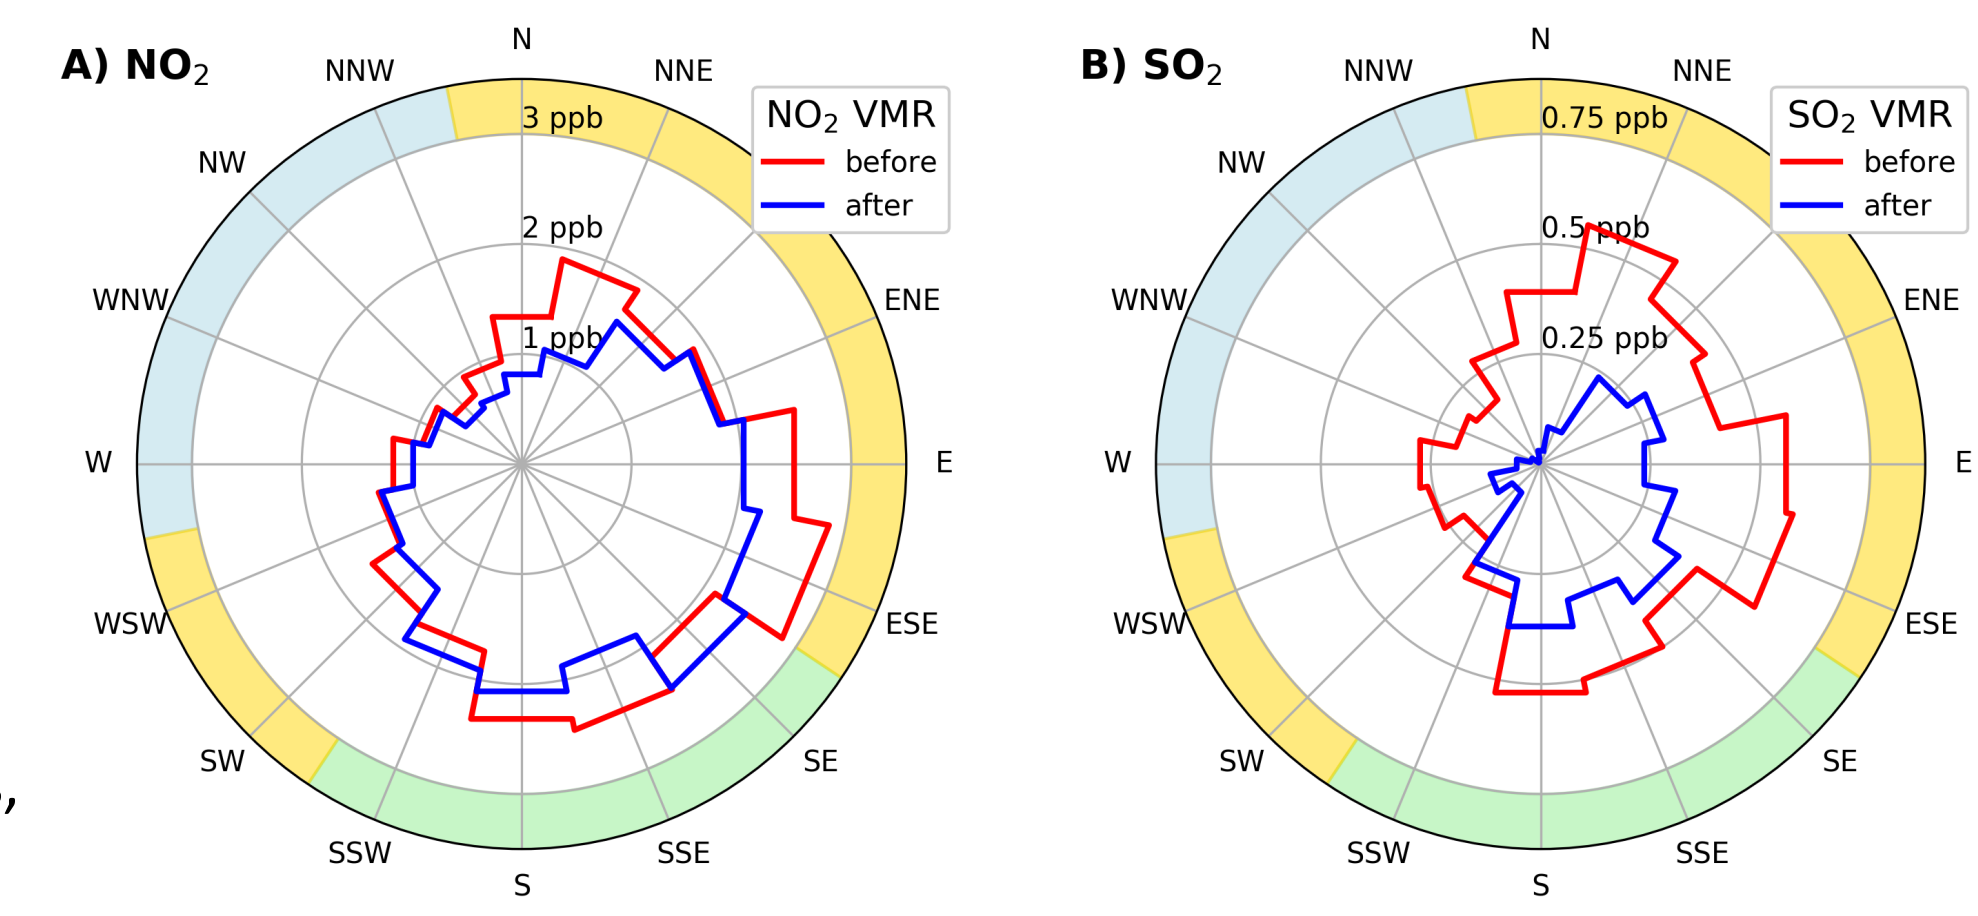 A) NO₂
N
NNE
ENE
E
ESE
SE
SSE
S
SSW
SW
WSW
W
WNW
NW
NNW
3 ppb
2 ppb
1 ppb
NO₂ VMR
before
after
B) SO₂
N
NNE
ENE
E
ESE
SE
SSE
S
SSW
SW
WSW
W
WNW
NW
NNW
0.75 ppb
0.5 ppb
0.25 ppb
SO₂ VMR
before
after